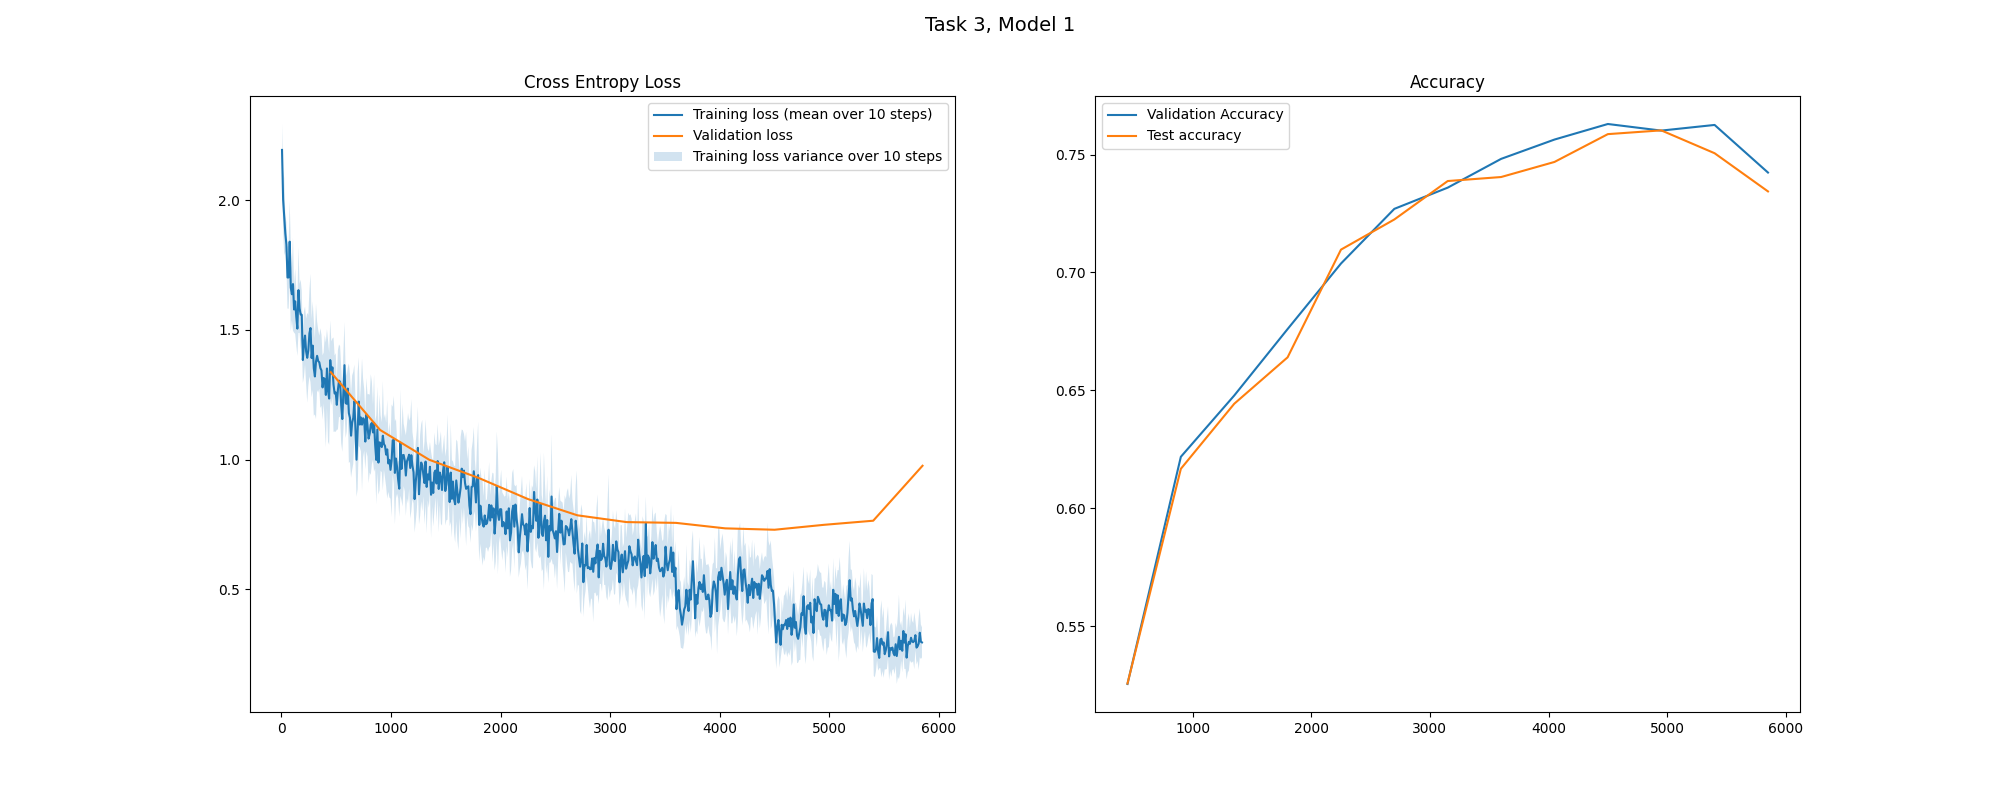 Task 3, Model 1
Cross Entropy Loss
Training loss (mean over 10 steps)
Validation loss
Training loss variance over 10 steps
2.0
1.5
1.0
0.5
0
1000
2000
3000
4000
5000
6000
Accuracy
Validation Accuracy
Test accuracy
0.75
0.70
0.65
0.60
0.55
1000
2000
3000
4000
5000
6000